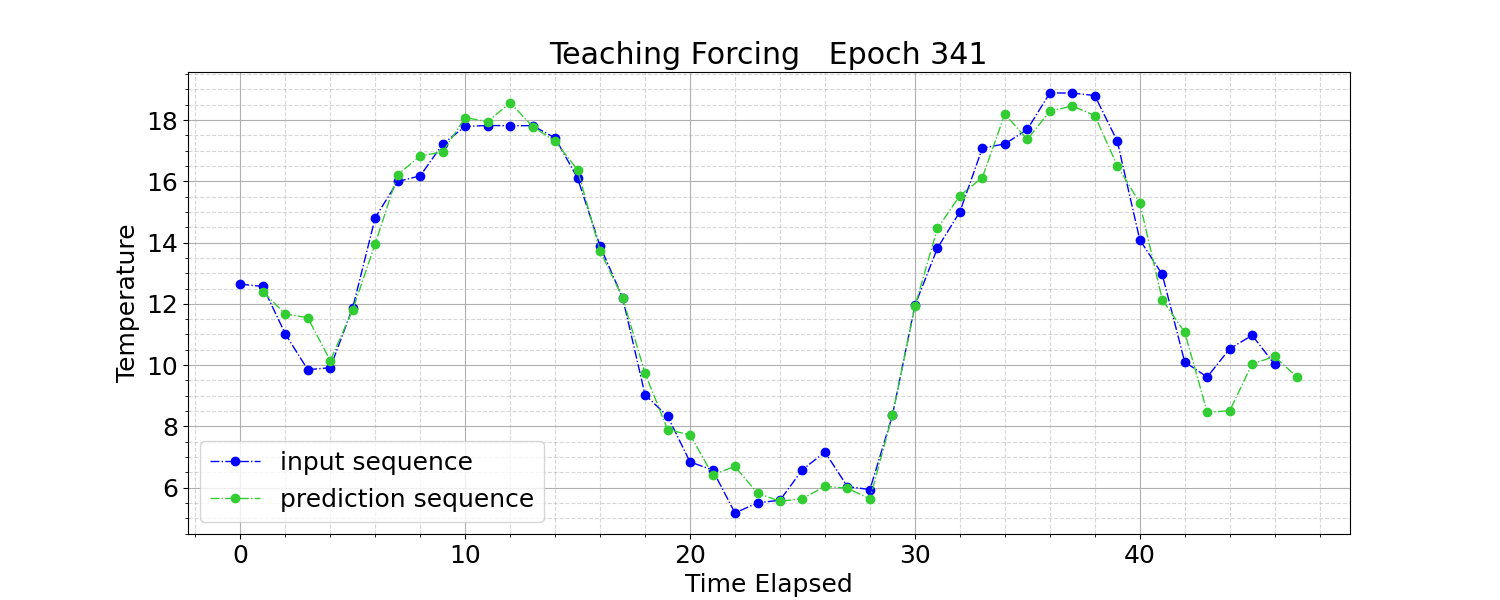 Teaching Forcing   Epoch 341
Temperature
18
16
14
12
10
8
6
input sequence
prediction sequence
0 10 20 30 40
Time Elapsed